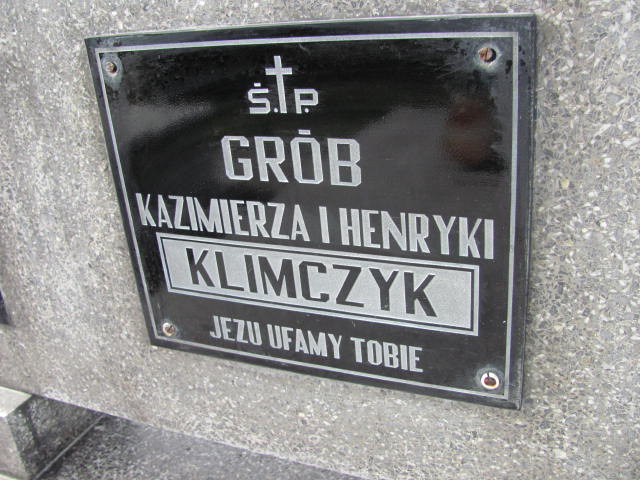 Ś.†P.
GRÓB
KAZIMIERZA I HENRYKI
KLIMCZYK
JEZU UFAMY TOBIE